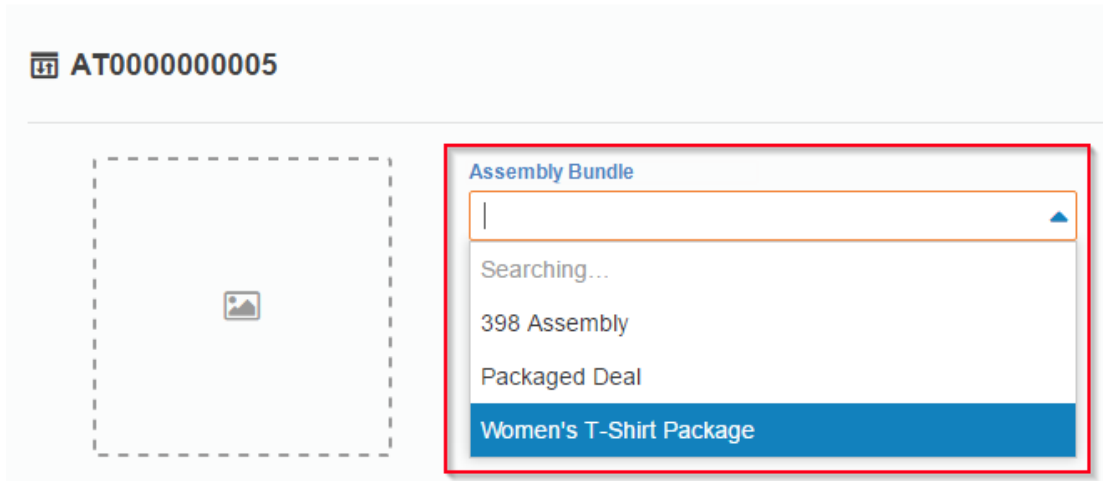 AT0000000005
Assembly Bundle
Searching...
398 Assembly
Packaged Deal
Women's T-Shirt Package